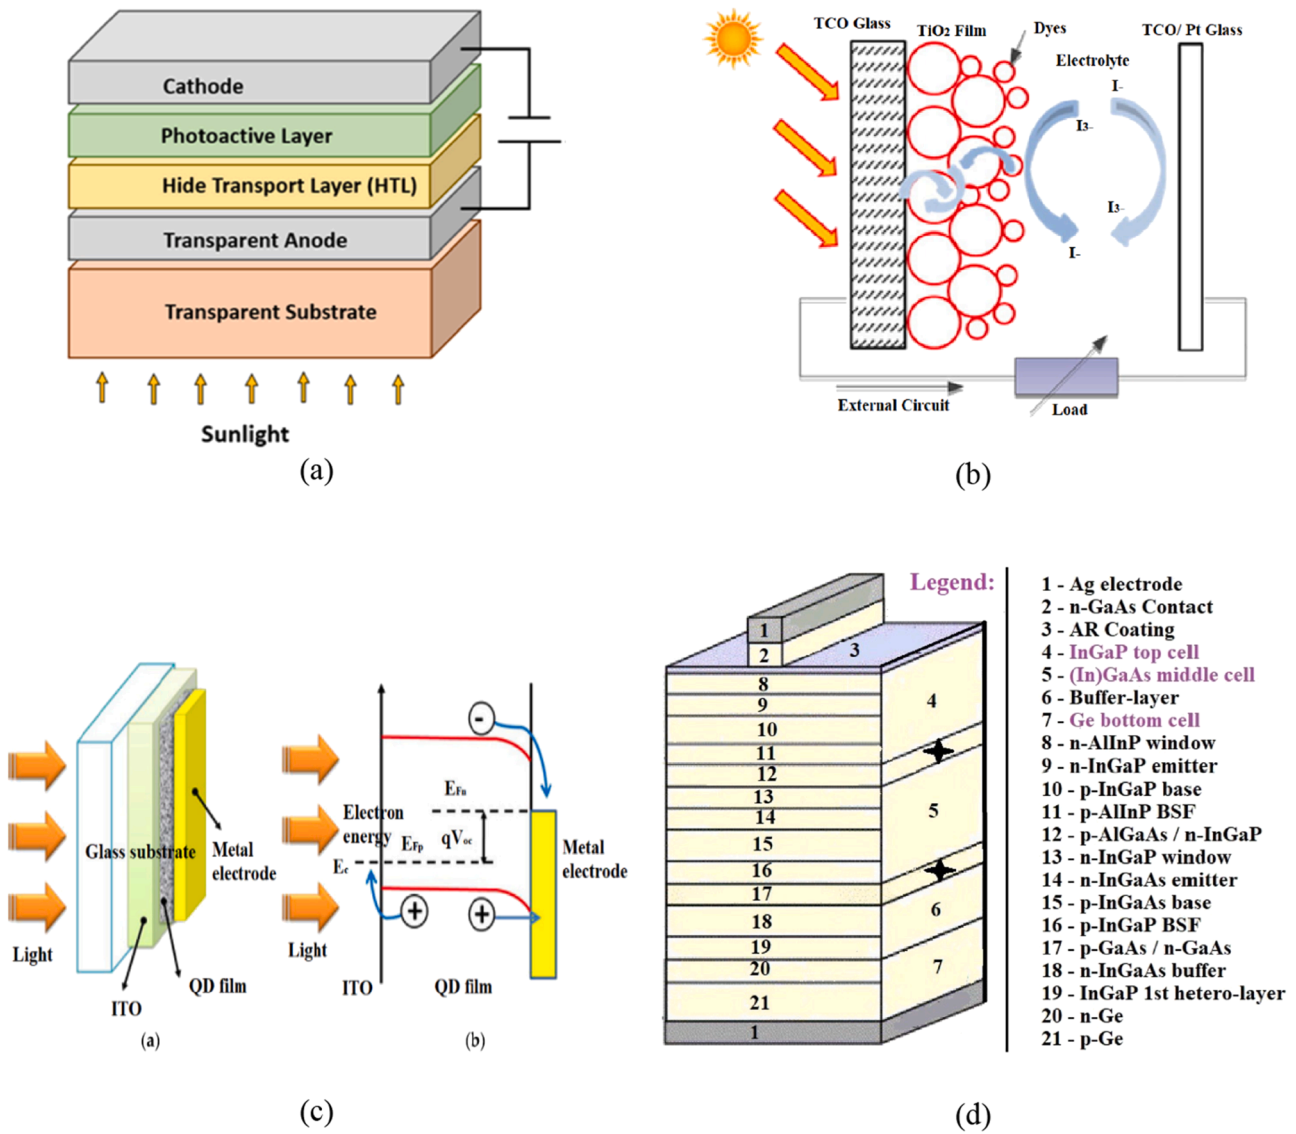 Cathode
Photoactive Layer
Hide Transport Layer (HTL)
Transparent Anode
Transparent Substrate
Sunlight
(a)
TCO Glass
TiO₂ Film
Dyes
TCO/ Pt Glass
Electrolyte
I-
I3-
I3-
I-
External Circuit
Load
(b)
Glass substrate
Metal
electrode
Light
QD film
ITO
(a)
Electron
energy
E_Fn
E_Fp
qV_oc
E_c
-
+
+
Metal
electrode
Light
ITO
QD film
(b)
(c)
1
2
3
8
9
10
11
12
13
14
15
16
17
18
19
20
21
1
4
5
6
7
Legend:
1 - Ag electrode
2 - n-GaAs Contact
3 - AR Coating
4 - InGaP top cell
5 - (In)GaAs middle cell
6 - Buffer-layer
7 - Ge bottom cell
8 - n-AlInP window
9 - n-InGaP emitter
10 - p-InGaP base
11 - p-AlInP BSF
12 - p-AlGaAs / n-InGaP
13 - n-InGaP window
14 - n-InGaAs emitter
15 - p-InGaAs base
16 - p-InGaP BSF
17 - p-GaAs / n-GaAs
18 - n-InGaAs buffer
19 - InGaP 1st hetero-layer
20 - n-Ge
21 - p-Ge
(d)